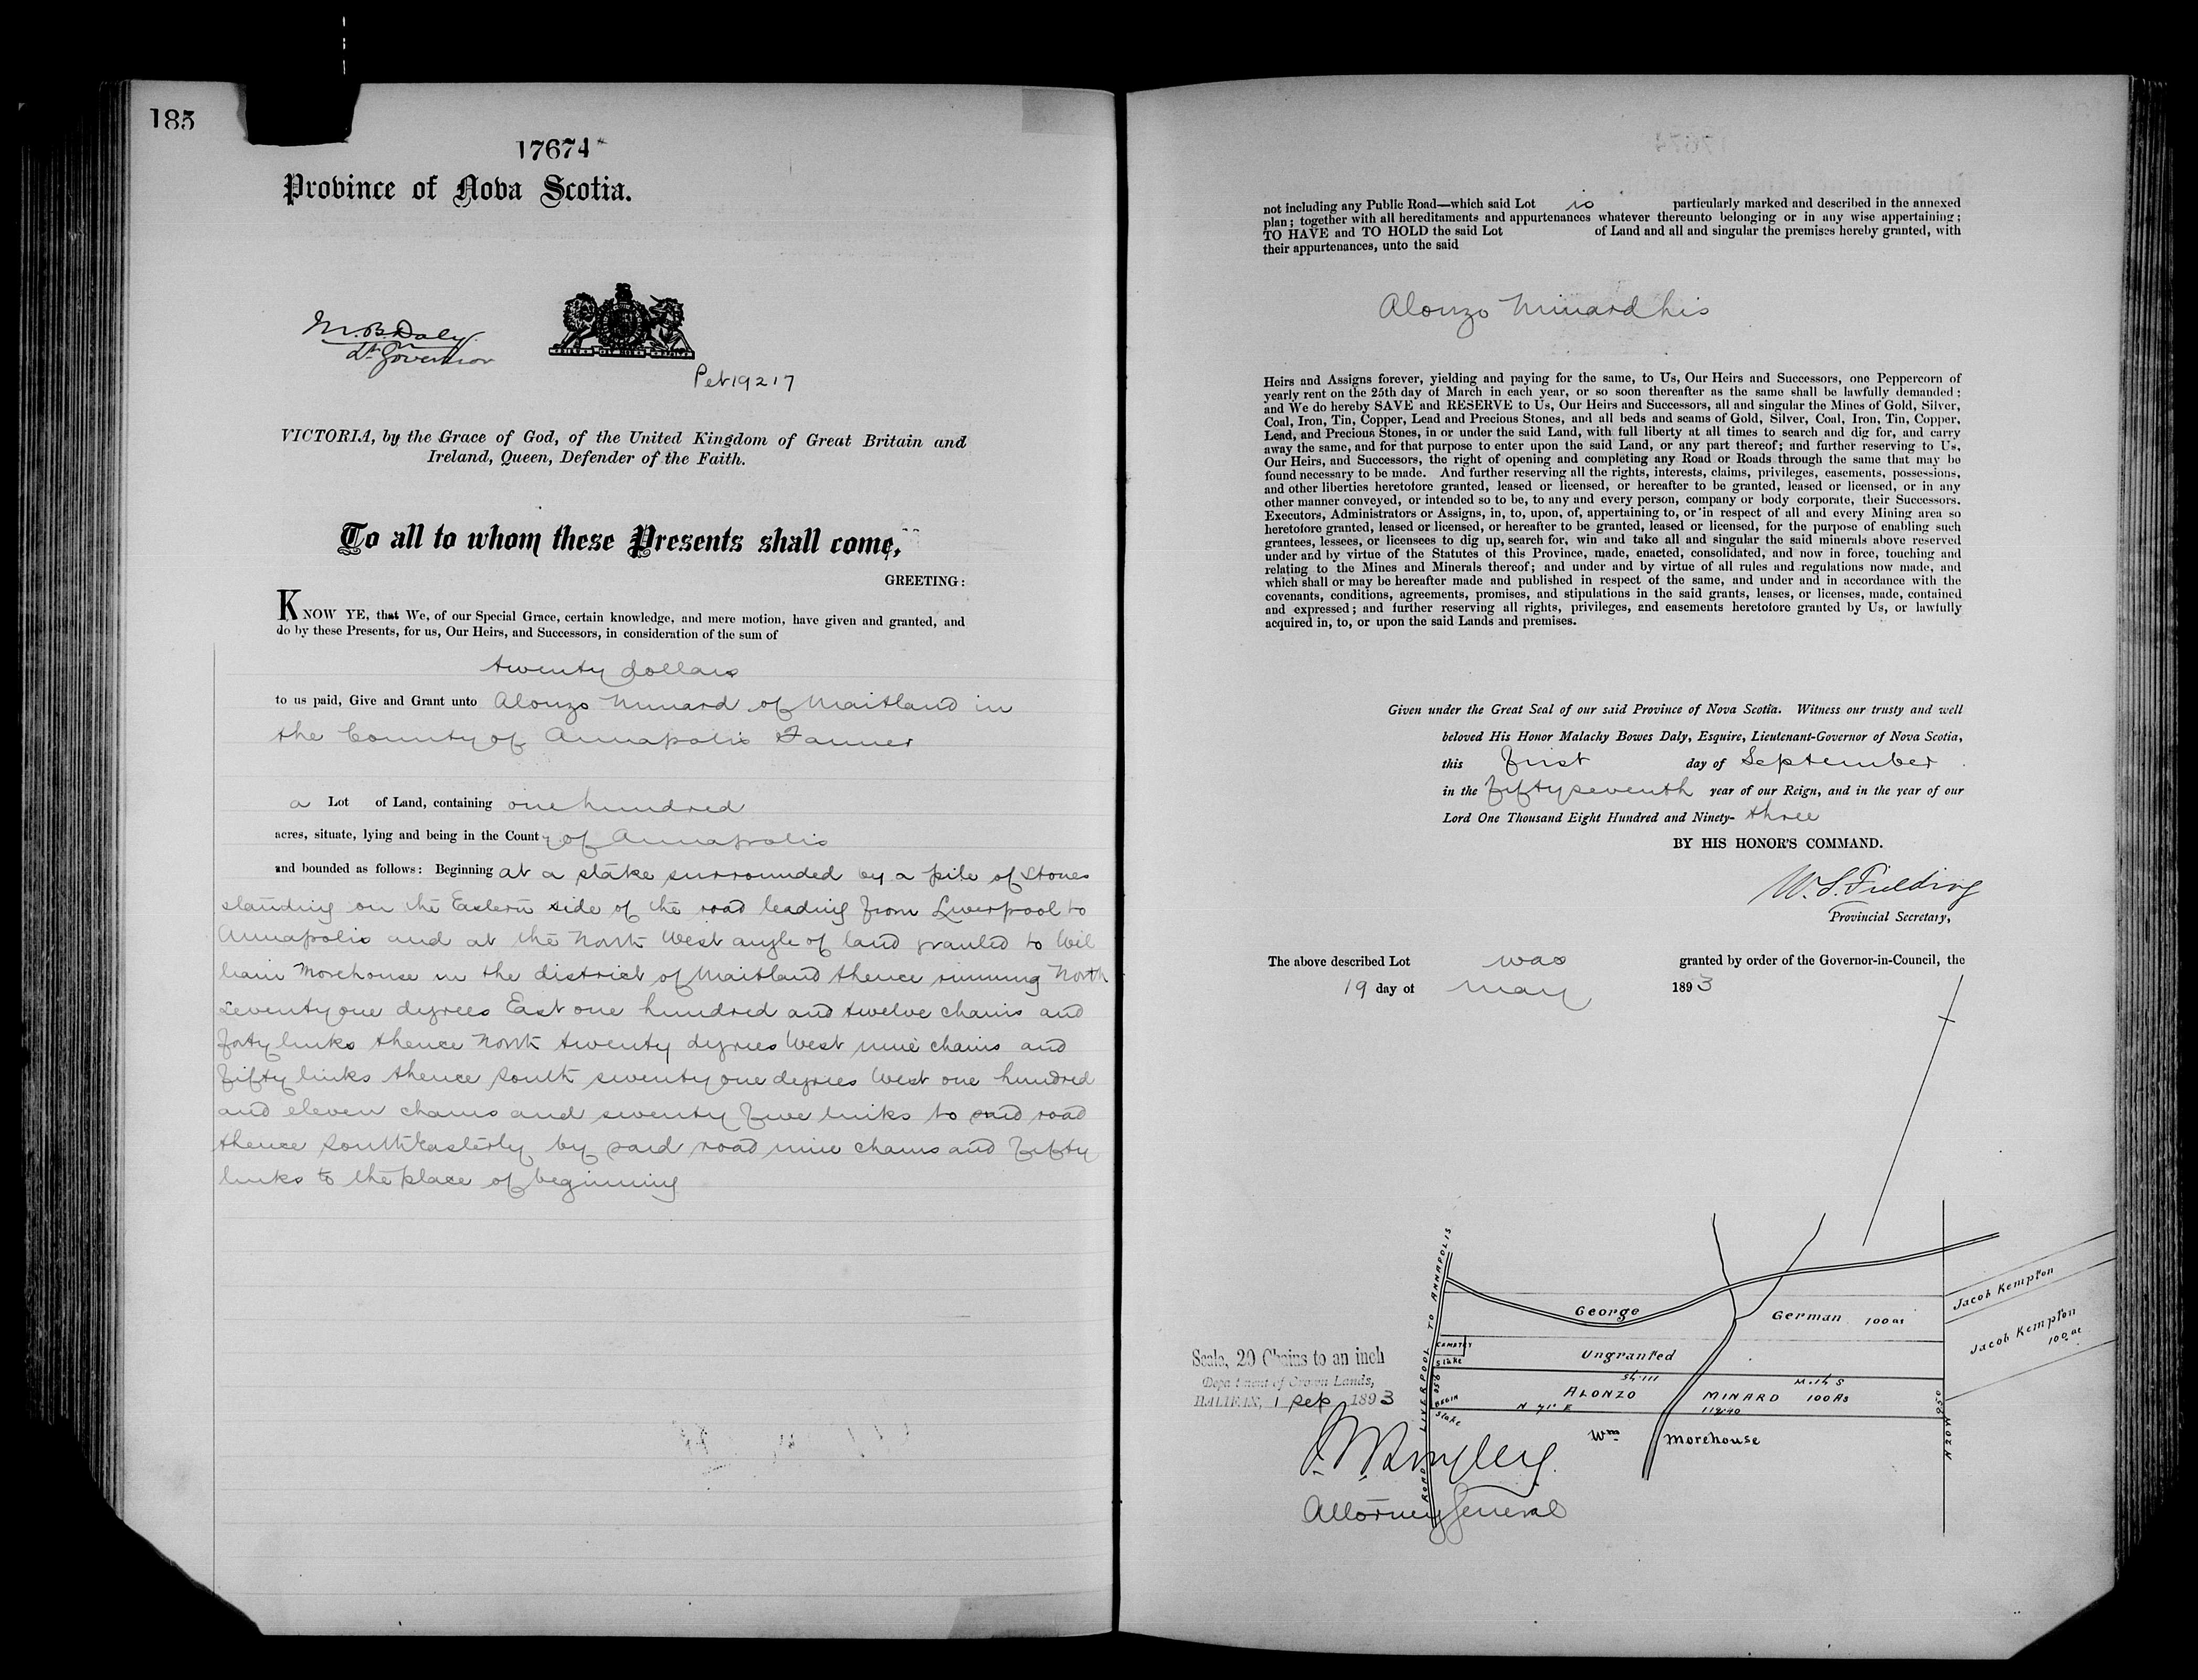 185
17674
Province of Nova Scotia.
M. B. Daly
Lt Governor
Pet 19217
VICTORIA, by the Grace of God, of the United Kingdom of Great Britain and
Ireland, Queen, Defender of the Faith.
To all to whom these Presents shall come,
GREETING:
KNOW YE, that We, of our Special Grace, certain knowledge, and mere motion, have given and granted, and
do by these Presents, for us, Our Heirs, and Successors, in consideration of the sum of
twenty dollars
to us paid, Give and Grant unto Alonzo Minard of Maitland in
the County of Annapolis Farmer
a Lot of Land, containing one hundred
acres, situate, lying and being in the County of Annapolis
and bounded as follows: Beginning at a stake surrounded by a pile of Stones
standing on the Eastern side of the road leading from Liverpool to
Annapolis and at the North West angle of land granted to Wil
liam Morehouse in the district of Maitland thence running North
Seventy one degrees East one hundred and twelve chains and
forty links thence North twenty degrees West nine chains and
fifty links thence South seventy one degrees West one hundred
and eleven chains and seventy five links to said road
thence South Easterly by said road nine chains and fifty
links to the place of beginning
not including any Public Road—which said Lot is particularly marked and described in the annexed
plan; together with all hereditaments and appurtenances whatever thereunto belonging or in any wise appertaining;
TO HAVE and TO HOLD the said Lot of Land and all and singular the premises hereby granted, with
their appurtenances, unto the said
Alonzo Minard his
Heirs and Assigns forever, yielding and paying for the same, to Us, Our Heirs and Successors, one Peppercorn of
yearly rent on the 25th day of March in each year, or so soon thereafter as the same shall be lawfully demanded:
and We do hereby SAVE and RESERVE to Us, Our Heirs and Successors, all and singular the Mines of Gold, Silver,
Coal, Iron, Tin, Copper, Lead and Precious Stones, and all beds and seams of Gold, Silver, Coal, Iron, Tin, Copper,
Lead, and Precious Stones, in or under the said Land, with full liberty at all times to search and dig for, and carry
away the same, and for that purpose to enter upon the said Land, or any part thereof; and further reserving to Us,
Our Heirs, and Successors, the right of opening and completing any Road or Roads through the same that may be
found necessary to be made. And further reserving all the rights, interests, claims, privileges, easements, possessions,
and other liberties heretofore granted, leased or licensed, or hereafter to be granted, leased or licensed, or in any
other manner conveyed, or intended so to be, to any and every person, company or body corporate, their Successors.
Executors, Administrators or Assigns, in, to, upon, of, appertaining to, or in respect of all and every Mining area so
heretofore granted, leased or licensed, or hereafter to be granted, leased or licensed, for the purpose of enabling such
grantees, lessees, or licensees to dig up, search for, win and take all and singular the said minerals above reserved
under and by virtue of the Statutes of this Province, made, enacted, consolidated, and now in force, touching and
relating to the Mines and Minerals thereof; and under and by virtue of all rules and regulations now made, and
which shall or may be hereafter made and published in respect of the same, and under and in accordance with the
covenants, conditions, agreements, promises, and stipulations in the said grants, leases, or licenses, made, contained
and expressed; and further reserving all rights, privileges, and easements heretofore granted by Us, or lawfully
acquired in, to, or upon the said Lands and premises.
Given under the Great Seal of our said Province of Nova Scotia. Witness our trusty and well
beloved His Honor Malachy Bowes Daly, Esquire, Lieutenant-Governor of Nova Scotia,
this First day of September
in the Fifty seventh year of our Reign, and in the year of our
Lord One Thousand Eight Hundred and Ninety- three
BY HIS HONOR'S COMMAND.
W. S. Fielding
Provincial Secretary,
The above described Lot was granted by order of the Governor-in-Council, the
19 day of May 1893
ROAD LIVERPOOL TO ANNAPOLIS
George German 100 ac
Jacob Kempton
Jacob Kempton
100 ac
CEMETRY
Stake
Ungranted
Scale, 20 Chains to an inch
Department of Crown Lands,
HALIFAX, 1 Sep 1893
9 50
BEGIN
Stake
ALONZO MINARD 100 As
N 71° E 112.40
N 20 W 9 50
Wm Morehouse
J. W. Longley
Attorney General